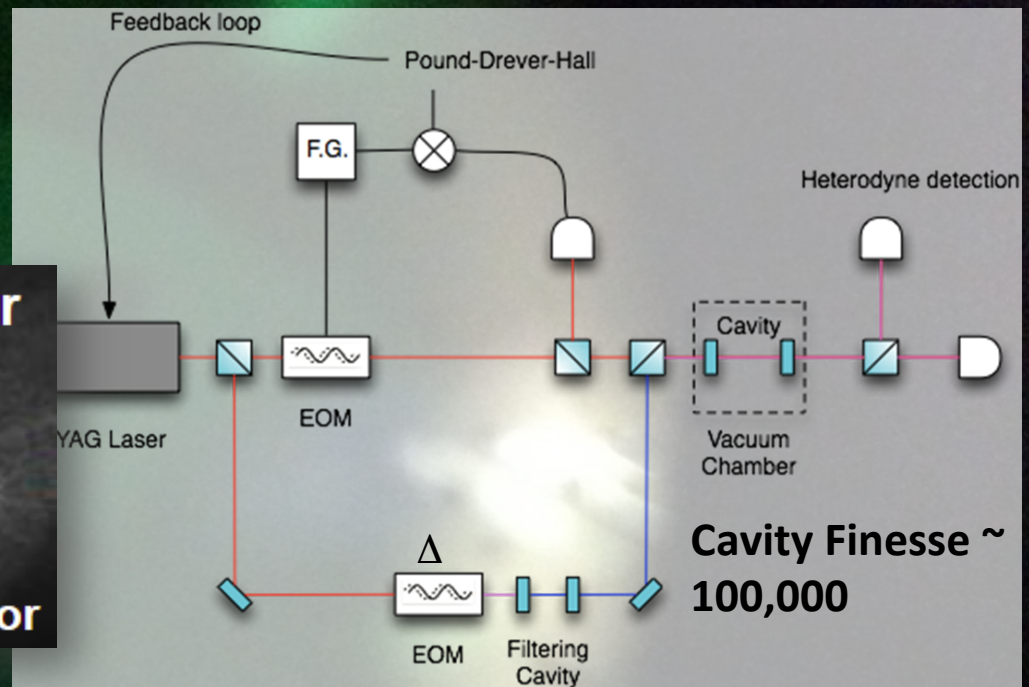 Feedback loop
Pound-Drever-Hall
F.G.
Heterodyne detection
r
Cavity
EOM
YAG Laser
Vacuum
Chamber
Δ
Cavity Finesse ~
100,000
or
EOM
Filtering
Cavity